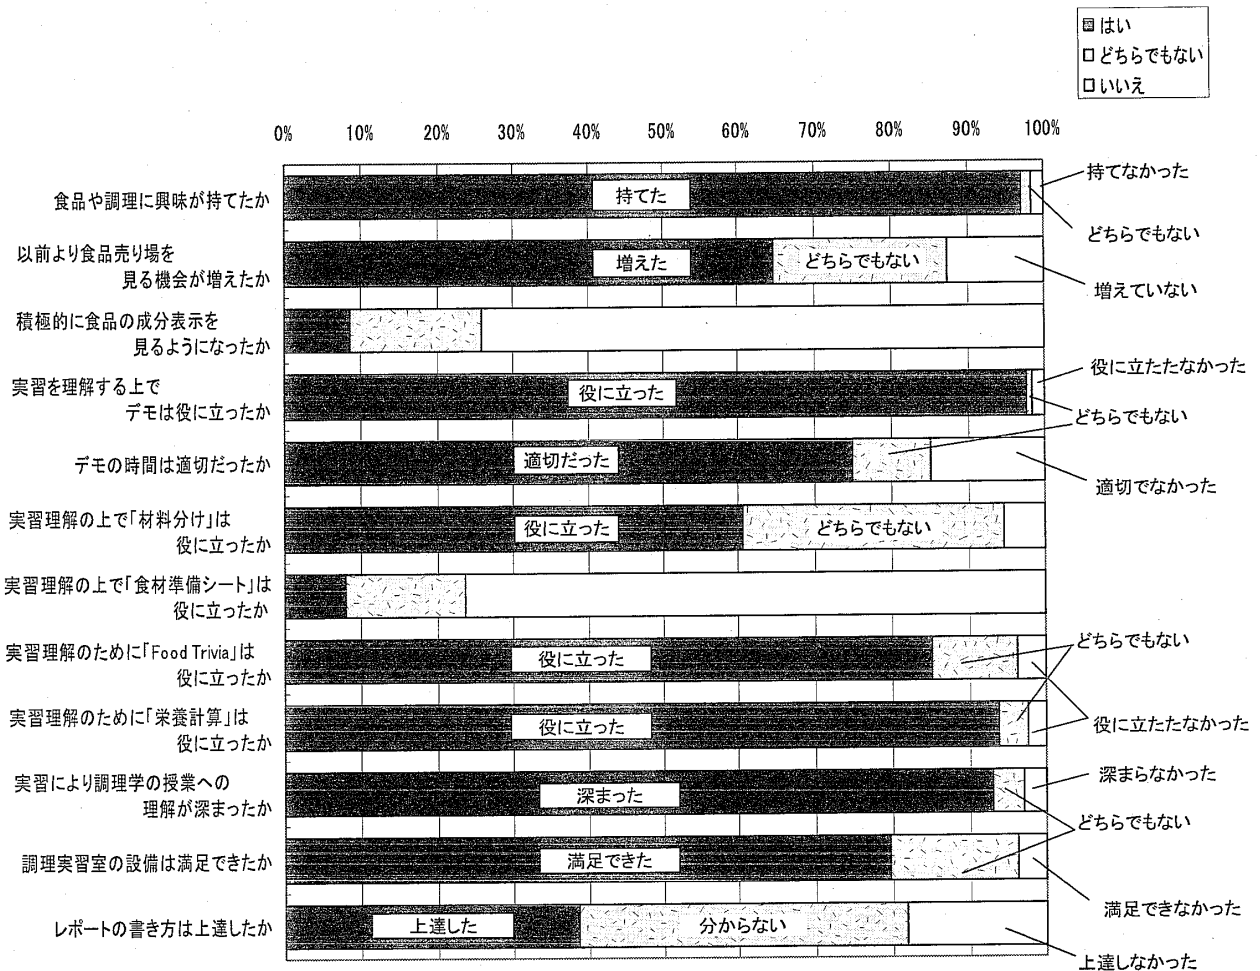 はい
どちらでもない
いいえ
0% 10% 20% 30% 40% 50% 60% 70% 80% 90% 100%
食品や調理に興味が持てたか
持てた
持てなかった
どちらでもない
以前より食品売り場を
見る機会が増えたか
増えた
どちらでもない
増えていない
積極的に食品の成分表示を
見るようになったか
実習を理解する上で
デモは役に立ったか
役に立った
役に立たたなかった
どちらでもない
デモの時間は適切だったか
適切だった
適切でなかった
実習理解の上で「材料分け」は
役に立ったか
役に立った
どちらでもない
実習理解の上で「食材準備シート」は
役に立ったか
実習理解のために「Food Trivia」は
役に立ったか
役に立った
どちらでもない
実習理解のために「栄養計算」は
役に立ったか
役に立った
役に立たたなかった
実習により調理学の授業への
理解が深まったか
深まった
深まらなかった
どちらでもない
調理実習室の設備は満足できたか
満足できた
満足できなかった
レポートの書き方は上達したか
上達した
分からない
上達しなかった